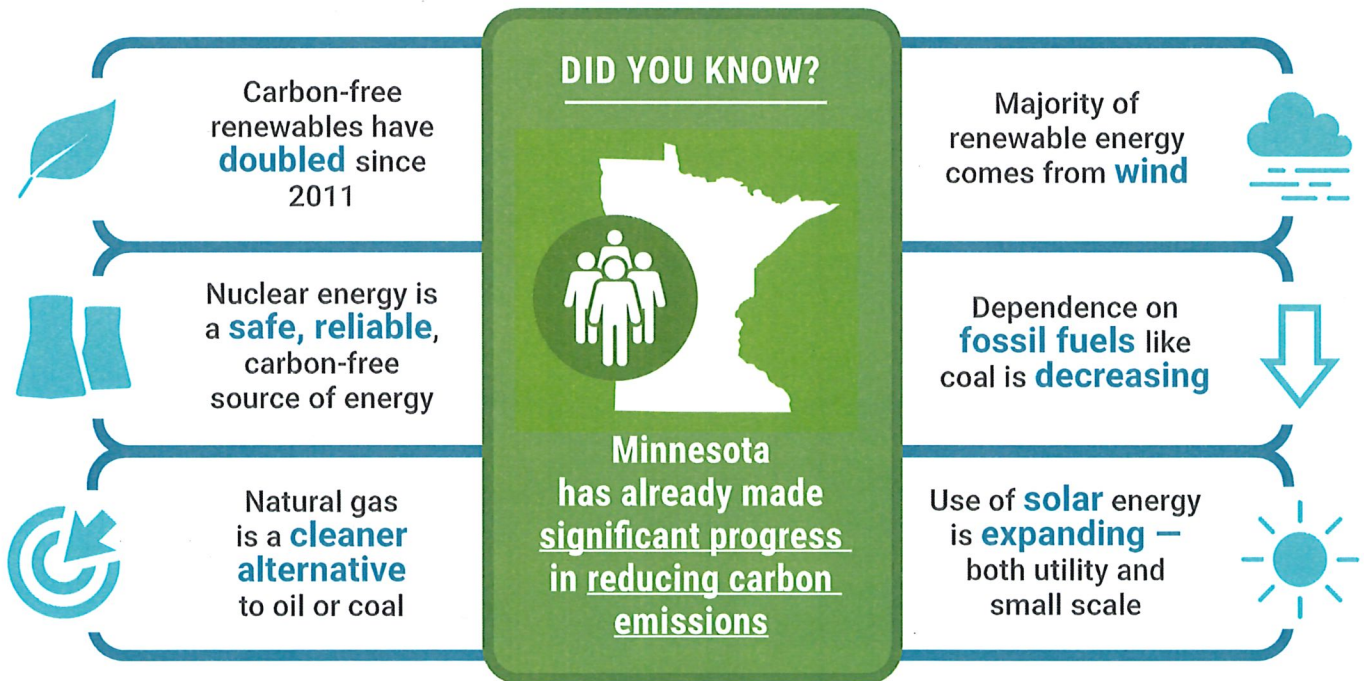 Carbon-free
renewables have
doubled since
2011
Nuclear energy is
a safe, reliable,
carbon-free
source of energy
Natural gas
is a cleaner
alternative
to oil or coal
DID YOU KNOW?
Minnesota
has already made
significant progress
in reducing carbon
emissions
Majority of
renewable energy
comes from wind
Dependence on
fossil fuels like
coal is decreasing
Use of solar energy
is expanding —
both utility and
small scale